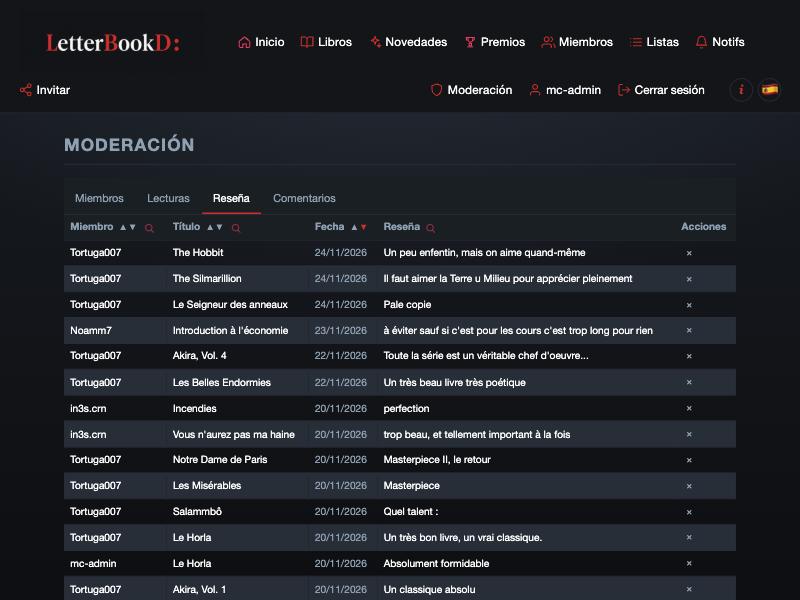 LetterBookD:
Inicio Libros Novedades Premios Miembros Listas Notifs
Invitar Moderación mc-admin Cerrar sesión i
MODERACIÓN
Miembros Lecturas Reseña Comentarios
Miembro ▲▼ Título ▲▼ Fecha ▲▼ Reseña Acciones
Tortuga007 The Hobbit 24/11/2026 Un peu enfentin, mais on aime quand-même ×
Tortuga007 The Silmarillion 24/11/2026 Il faut aimer la Terre u Milieu pour apprécier pleinement ×
Tortuga007 Le Seigneur des anneaux 24/11/2026 Pale copie ×
Noamm7 Introduction à l'économie 23/11/2026 à éviter sauf si c'est pour les cours c'est trop long pour rien ×
Tortuga007 Akira, Vol. 4 22/11/2026 Toute la série est un véritable chef d'oeuvre... ×
Tortuga007 Les Belles Endormies 22/11/2026 Un très beau livre très poétique ×
in3s.crn Incendies 20/11/2026 perfection ×
in3s.crn Vous n'aurez pas ma haine 20/11/2026 trop beau, et tellement important à la fois ×
Tortuga007 Notre Dame de Paris 20/11/2026 Masterpiece II, le retour ×
Tortuga007 Les Misérables 20/11/2026 Masterpiece ×
Tortuga007 Salammbô 20/11/2026 Quel talent : ×
Tortuga007 Le Horla 20/11/2026 Un très bon livre, un vrai classique. ×
mc-admin Le Horla 20/11/2026 Absolument formidable ×
Tortuga007 Akira, Vol. 1 20/11/2026 Un classique absolu ×